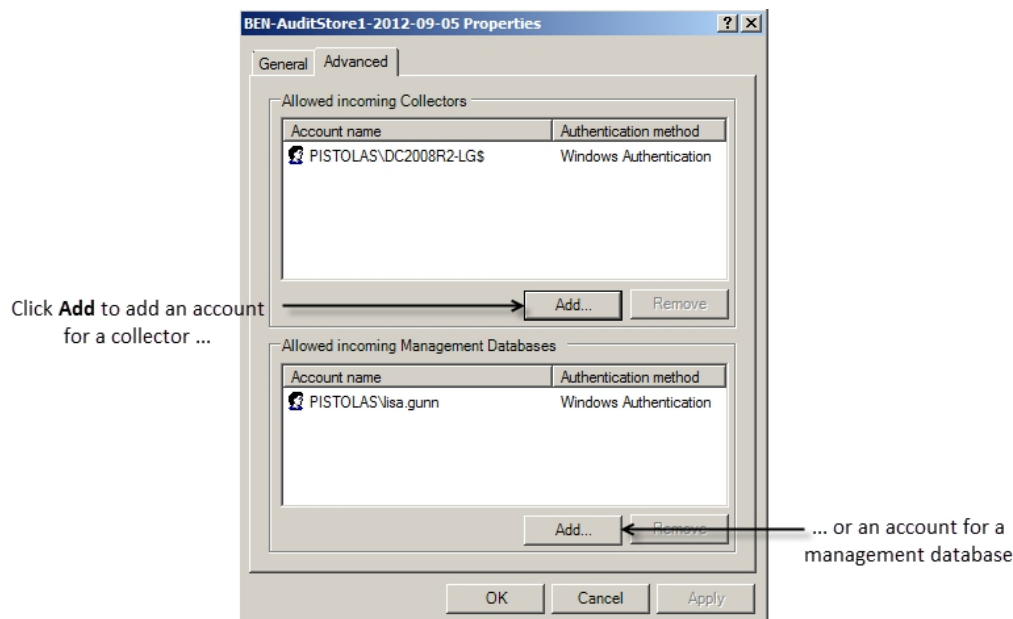 BEN-AuditStore1-2012-09-05 Properties
General Advanced
Allowed incoming Collectors
Account name Authentication method
PISTOLAS\DC2008R2-LG$ Windows Authentication
Click Add to add an account
for a collector ...
Add... Remove
Allowed incoming Management Databases
Account name Authentication method
PISTOLAS\lisa.gunn Windows Authentication
Add... Remove
... or an account for a
management database
OK Cancel Apply